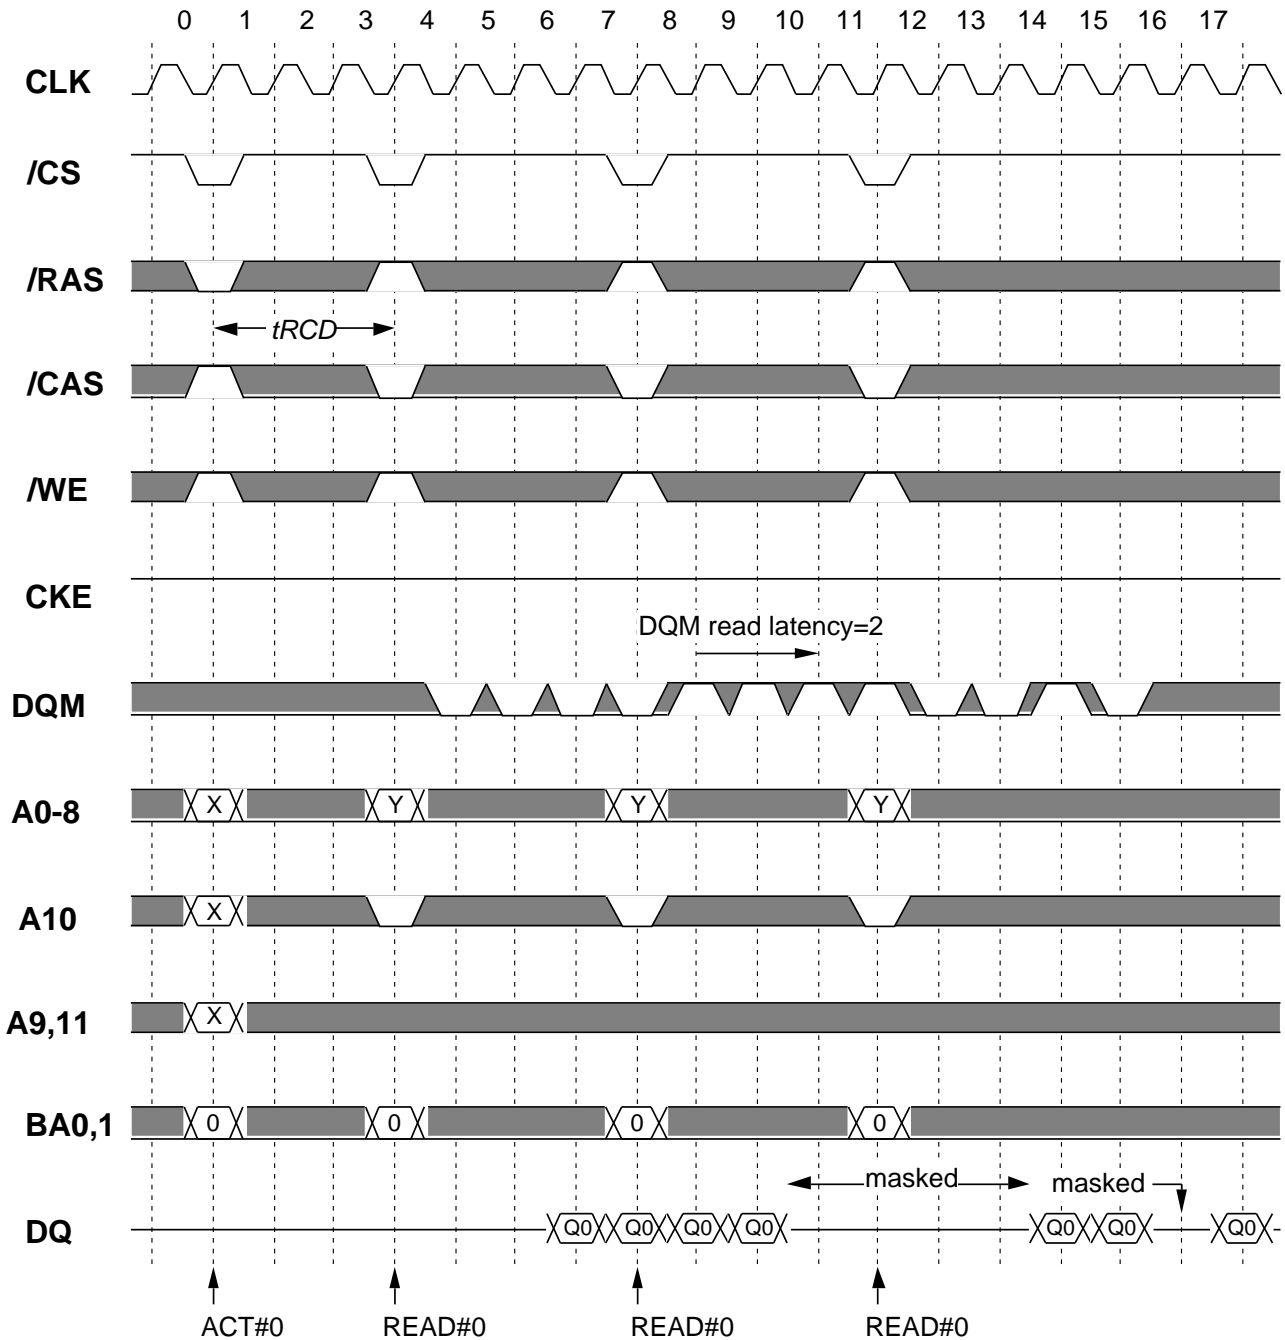 0 1 2 3 4 5 6 7 8 9 10 11 12 13 14 15 16 17
CLK
/CS
/RAS
tRCD
/CAS
/WE
CKE
DQM read latency=2
DQM
A0-8 X Y Y Y
A10 X
A9,11 X
BA0,1 0 0 0 0
masked masked
DQ Q0 Q0 Q0 Q0 Q0 Q0 Q0
ACT#0 READ#0 READ#0 READ#0